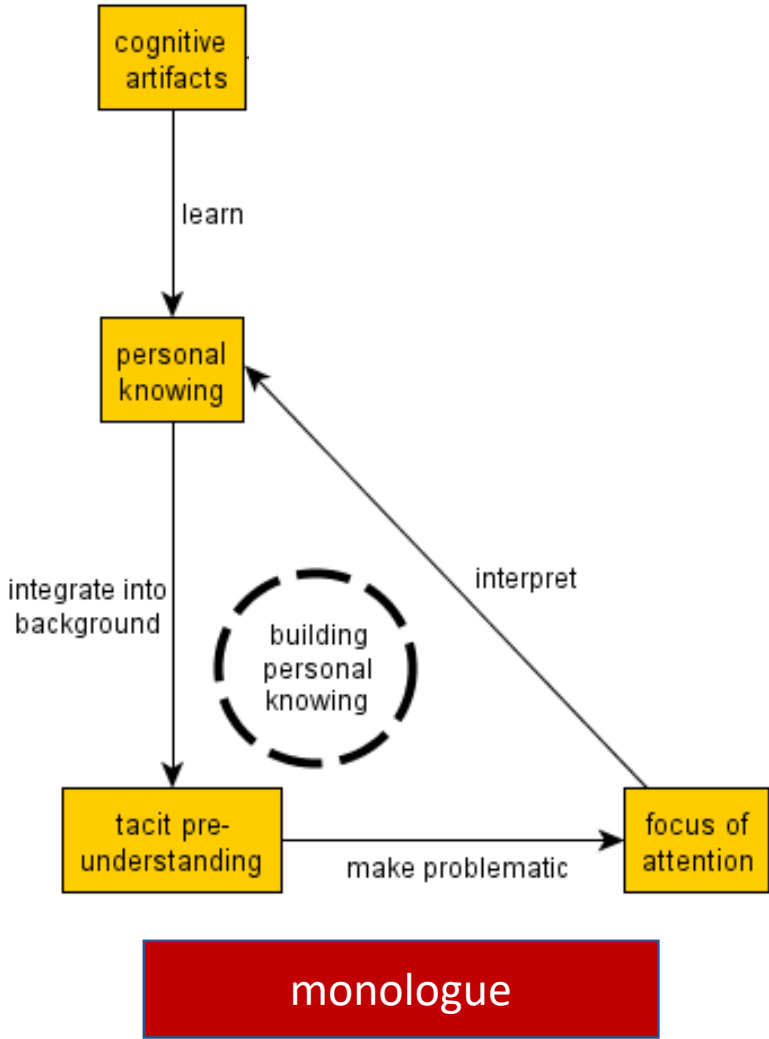 cognitive
artifacts
learn
personal
knowing
integrate into
background
building
personal
knowing
interpret
tacit pre-
understanding
make problematic
focus of
attention
monologue